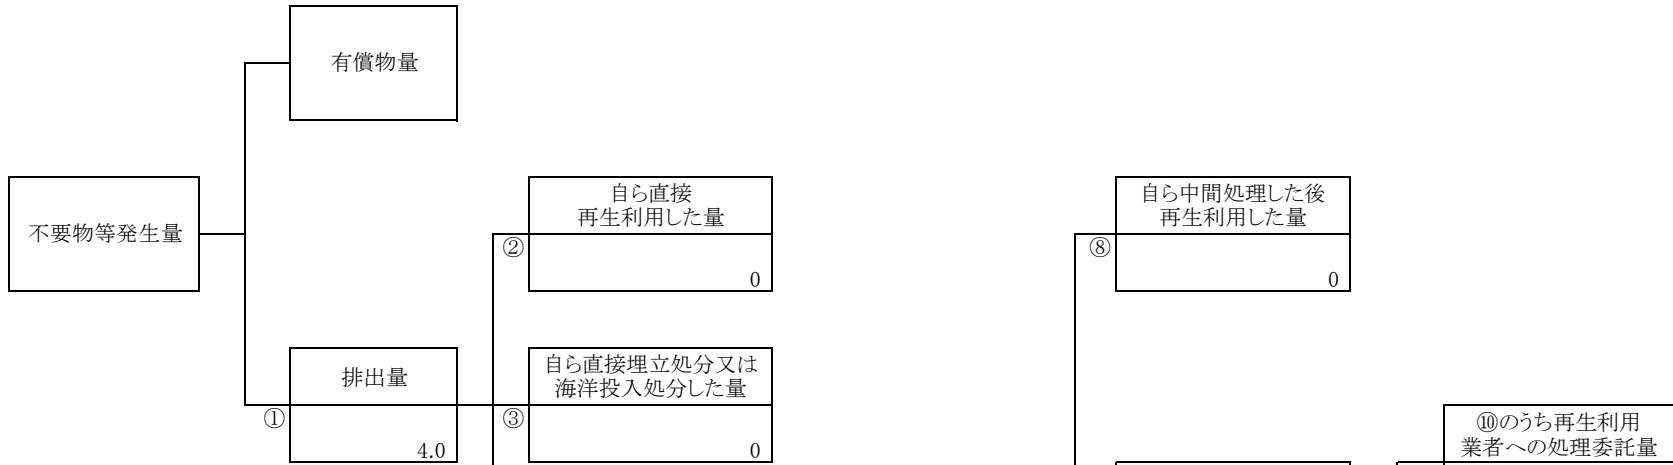 有償物量
不要物等発生量
自ら直接
再生利用した量
②
0
自ら中間処理した後
再生利用した量
⑧
0
排出量
①
4.0
自ら直接埋立処分又は
海洋投入処分した量
③
0
⑩のうち再生利用
業者への処理委託量